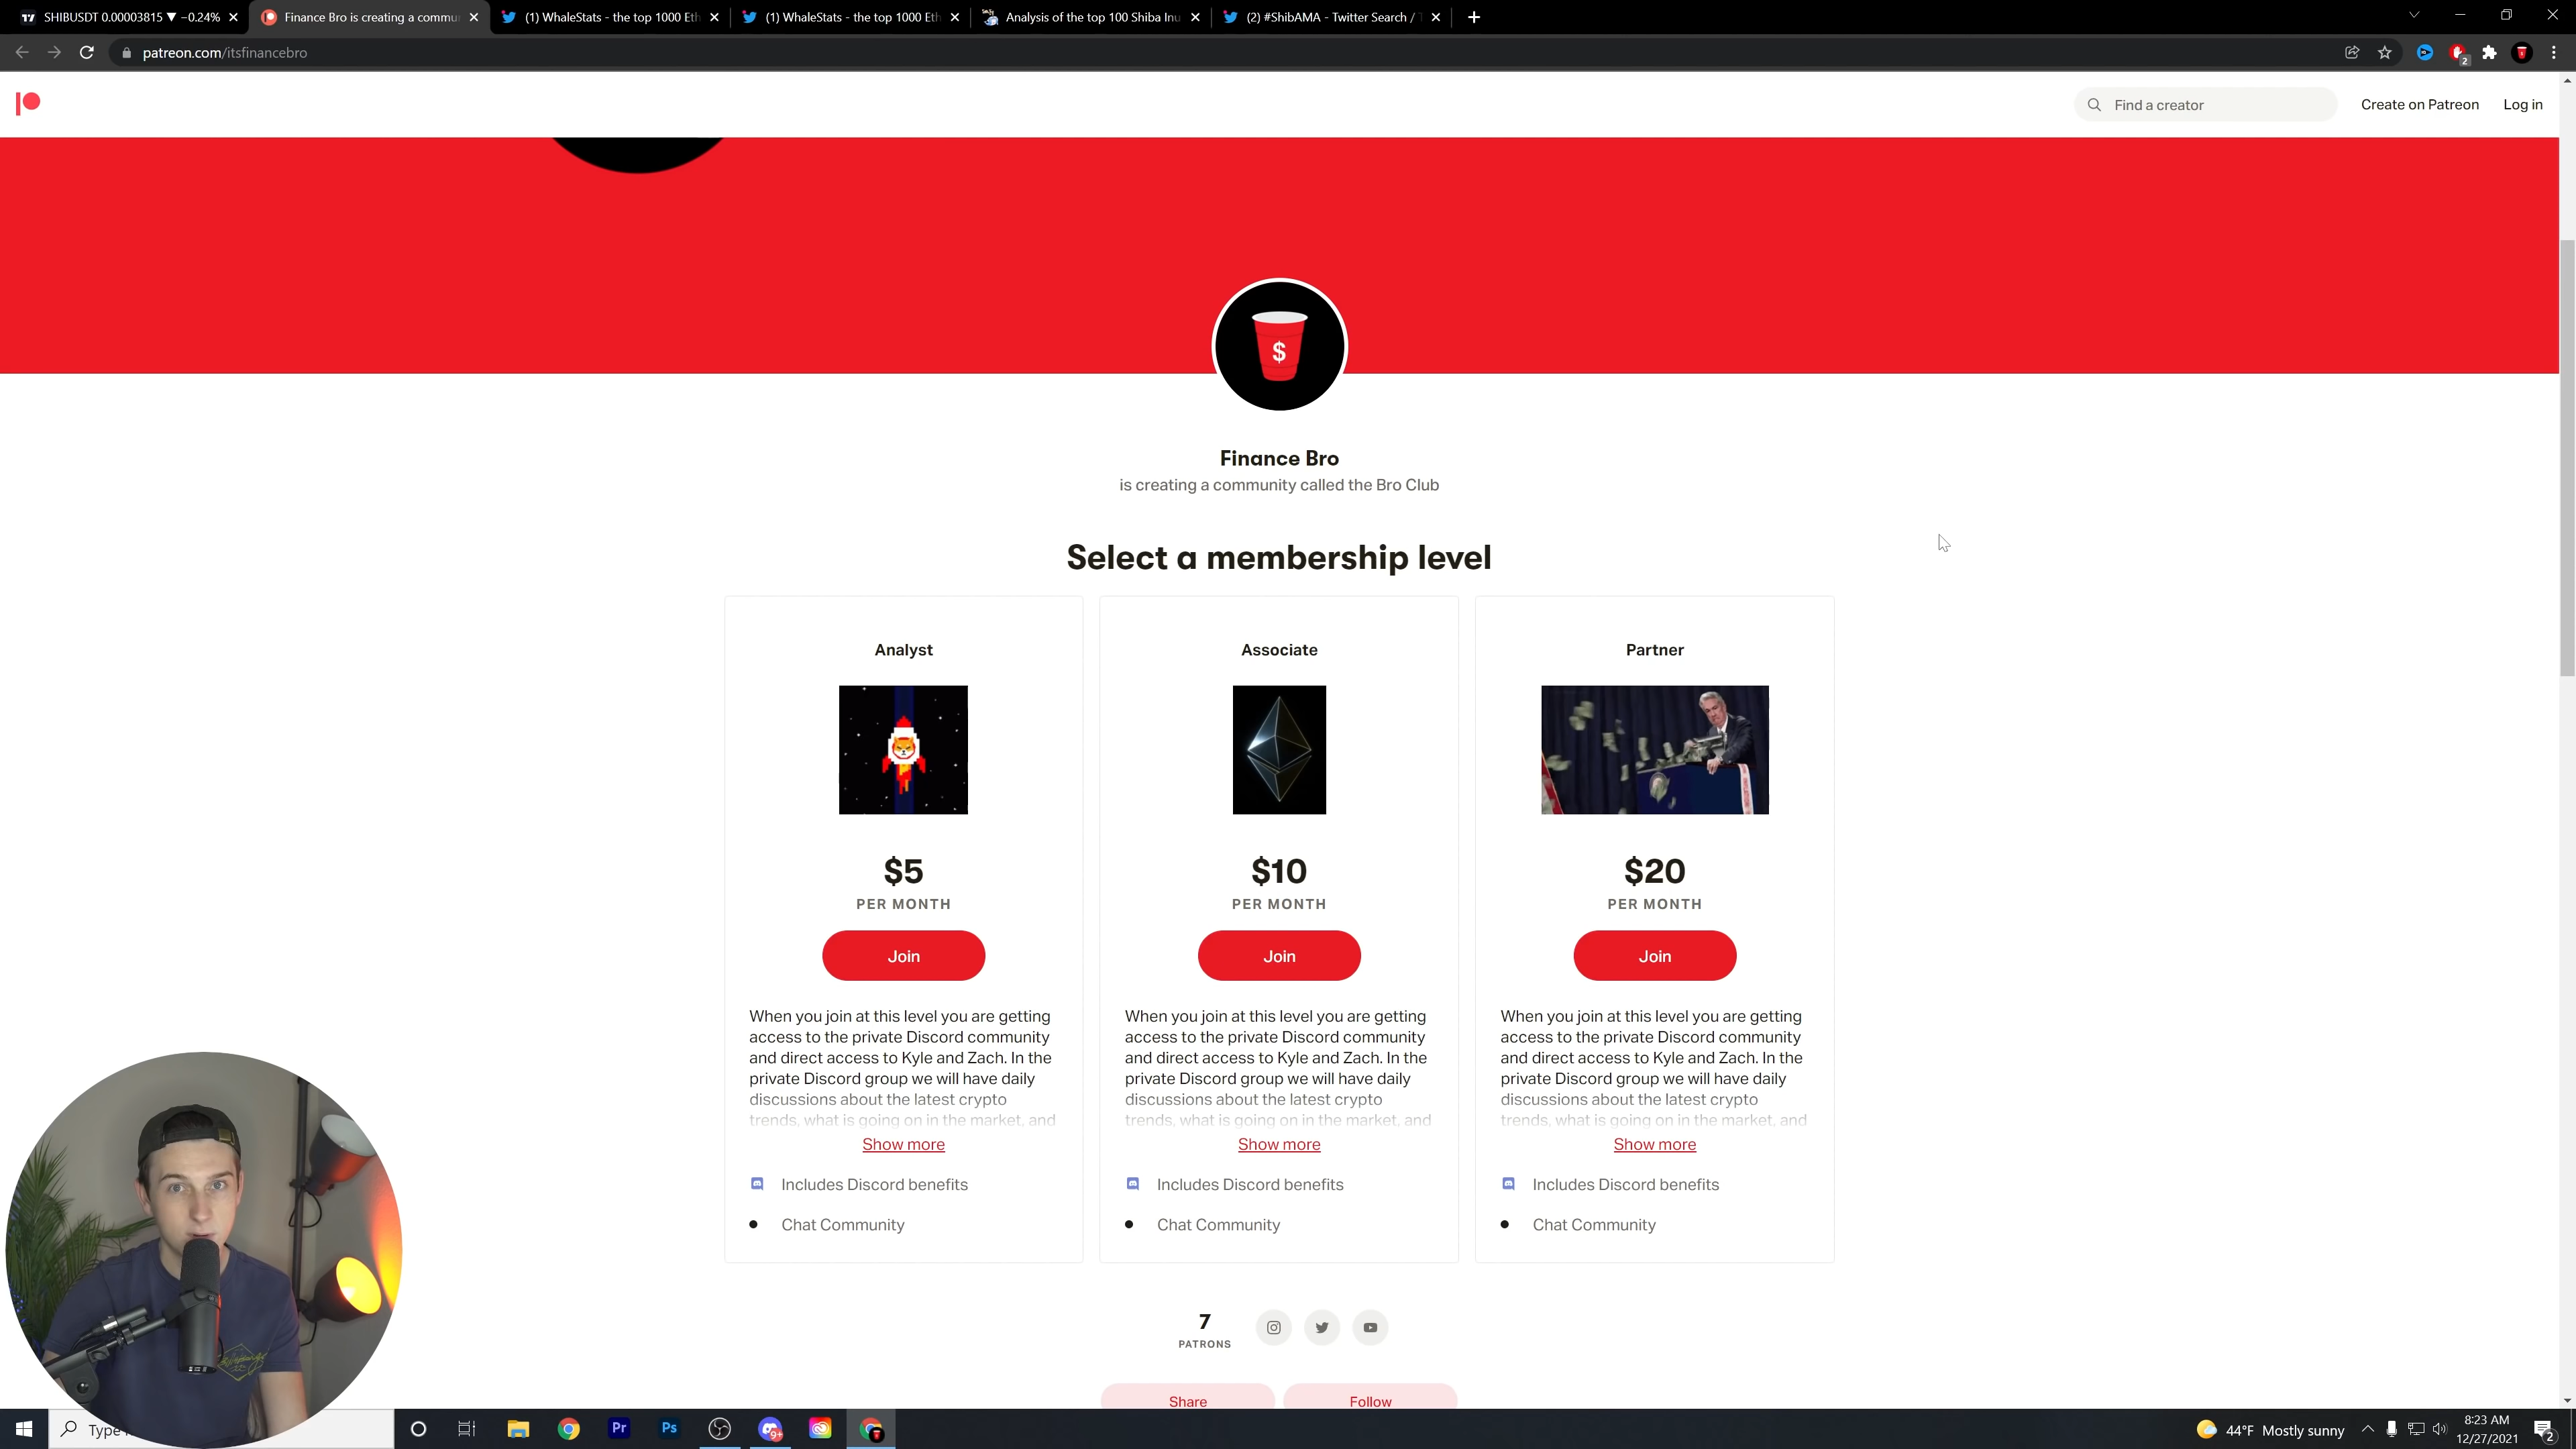 SHIBUSDT 0.00003815 ▼ −0.24%
Finance Bro is creating a commu
(1) WhaleStats - the top 1000 Eth
(1) WhaleStats - the top 1000 Eth
Analysis of the top 100 Shiba Inu
(2) #ShibAMA - Twitter Search /
patreon.com/itsfinancebro
2
Find a creator
Create on Patreon
Log in
$
Finance Bro
is creating a community called the Bro Club
Select a membership level
Analyst
$5
PER MONTH
Join
When you join at this level you are getting
access to the private Discord community
and direct access to Kyle and Zach. In the
private Discord group we will have daily
discussions about the latest crypto
trends, what is going on in the market, and
Show more
Includes Discord benefits
Chat Community
Associate
$10
PER MONTH
Join
When you join at this level you are getting
access to the private Discord community
and direct access to Kyle and Zach. In the
private Discord group we will have daily
discussions about the latest crypto
trends, what is going on in the market, and
Show more
Includes Discord benefits
Chat Community
Partner
$20
PER MONTH
Join
When you join at this level you are getting
access to the private Discord community
and direct access to Kyle and Zach. In the
private Discord group we will have daily
discussions about the latest crypto
trends, what is going on in the market, and
Show more
Includes Discord benefits
Chat Community
7
PATRONS
Share
Follow
Type
Pr
Ps
9+
44°F Mostly sunny
8:23 AM
12/27/2021
2